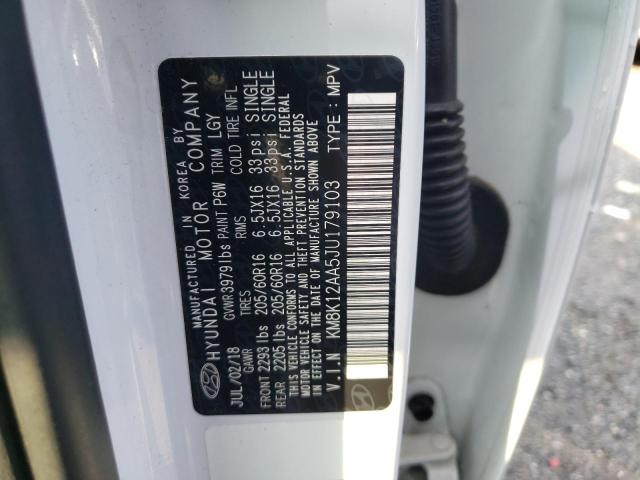 MANUFACTURED IN KOREA BY
HYUNDAI MOTOR COMPANY
JUL/02/18 GVWR3979lbs PAINT P6W TRIM LGY
GAWR TIRES RIMS COLD TIRE INFL
FRONT 2293 lbs 205/60R16 6.5JX16 33psi SINGLE
REAR 2205 lbs 205/60R16 6.5JX16 33psi SINGLE
THIS VEHICLE CONFORMS TO ALL APPLICABLE U.S.A. FEDERAL
MOTOR VEHICLE SAFETY AND THEFT PREVENTION STANDARDS
IN EFFECT ON THE DATE OF MANUFACTURE SHOWN ABOVE
V.I.N KM8K12AA5JU179103 TYPE : MPV